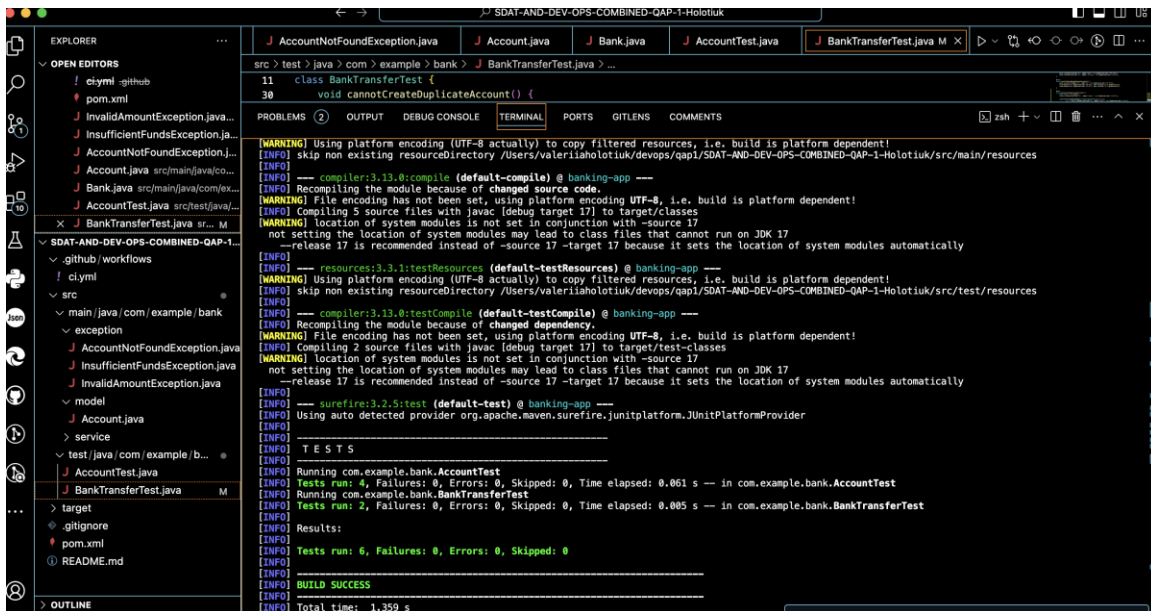 SDAT-AND-DEV-OPS-COMBINED-QAP-1-Holotiuk
EXPLORER
OPEN EDITORS
ci.yml .github
pom.xml
InvalidAmountException.java...
InsufficientFundsException.ja...
AccountNotFoundException.j...
Account.java src/main/java/co...
Bank.java src/main/java/com/ex...
AccountTest.java src/test/java/...
BankTransferTest.java sr... M
SDAT-AND-DEV-OPS-COMBINED-QAP-1...
.github/workflows
ci.yml
src
main/java/com/example/bank
exception
AccountNotFoundException.java
InsufficientFundsException.java
InvalidAmountException.java
model
Account.java
service
test/java/com/example/b...
AccountTest.java
BankTransferTest.java M
target
.gitignore
pom.xml
README.md
OUTLINE
1
10
Json
AccountNotFoundException.java Account.java Bank.java AccountTest.java BankTransferTest.java M
src > test > java > com > example > bank > BankTransferTest.java > ...
11 class BankTransferTest {
30 void cannotCreateDuplicateAccount() {
PROBLEMS 2 OUTPUT DEBUG CONSOLE TERMINAL PORTS GITLENS COMMENTS zsh
[WARNING] Using platform encoding (UTF-8 actually) to copy filtered resources, i.e. build is platform dependent!
[INFO] skip non existing resourceDirectory /Users/valeriiaholotiuk/devops/qap1/SDAT-AND-DEV-OPS-COMBINED-QAP-1-Holotiuk/src/main/resources
[INFO]
[INFO] --- compiler:3.13.0:compile (default-compile) @ banking-app ---
[INFO] Recompiling the module because of changed source code.
[WARNING] File encoding has not been set, using platform encoding UTF-8, i.e. build is platform dependent!
[INFO] Compiling 5 source files with javac [debug target 17] to target/classes
[WARNING] location of system modules is not set in conjunction with -source 17
not setting the location of system modules may lead to class files that cannot run on JDK 17
--release 17 is recommended instead of -source 17 -target 17 because it sets the location of system modules automatically
[INFO]
[INFO] --- resources:3.3.1:testResources (default-testResources) @ banking-app ---
[WARNING] Using platform encoding (UTF-8 actually) to copy filtered resources, i.e. build is platform dependent!
[INFO] skip non existing resourceDirectory /Users/valeriiaholotiuk/devops/qap1/SDAT-AND-DEV-OPS-COMBINED-QAP-1-Holotiuk/src/test/resources
[INFO]
[INFO] --- compiler:3.13.0:testCompile (default-testCompile) @ banking-app ---
[INFO] Recompiling the module because of changed dependency.
[WARNING] File encoding has not been set, using platform encoding UTF-8, i.e. build is platform dependent!
[INFO] Compiling 2 source files with javac [debug target 17] to target/test-classes
[WARNING] location of system modules is not set in conjunction with -source 17
not setting the location of system modules may lead to class files that cannot run on JDK 17
--release 17 is recommended instead of -source 17 -target 17 because it sets the location of system modules automatically
[INFO]
[INFO] --- surefire:3.2.5:test (default-test) @ banking-app ---
[INFO] Using auto detected provider org.apache.maven.surefire.junitplatform.JUnitPlatformProvider
[INFO]
[INFO] -------------------------------------------------------
[INFO] T E S T S
[INFO] -------------------------------------------------------
[INFO] Running com.example.bank.AccountTest
[INFO] Tests run: 4, Failures: 0, Errors: 0, Skipped: 0, Time elapsed: 0.061 s -- in com.example.bank.AccountTest
[INFO] Running com.example.bank.BankTransferTest
[INFO] Tests run: 2, Failures: 0, Errors: 0, Skipped: 0, Time elapsed: 0.005 s -- in com.example.bank.BankTransferTest
[INFO]
[INFO] Results:
[INFO]
[INFO] Tests run: 6, Failures: 0, Errors: 0, Skipped: 0
[INFO]
[INFO] ------------------------------------------------------------------------
[INFO] BUILD SUCCESS
[INFO] ------------------------------------------------------------------------
[INFO] Total time: 1.359 s